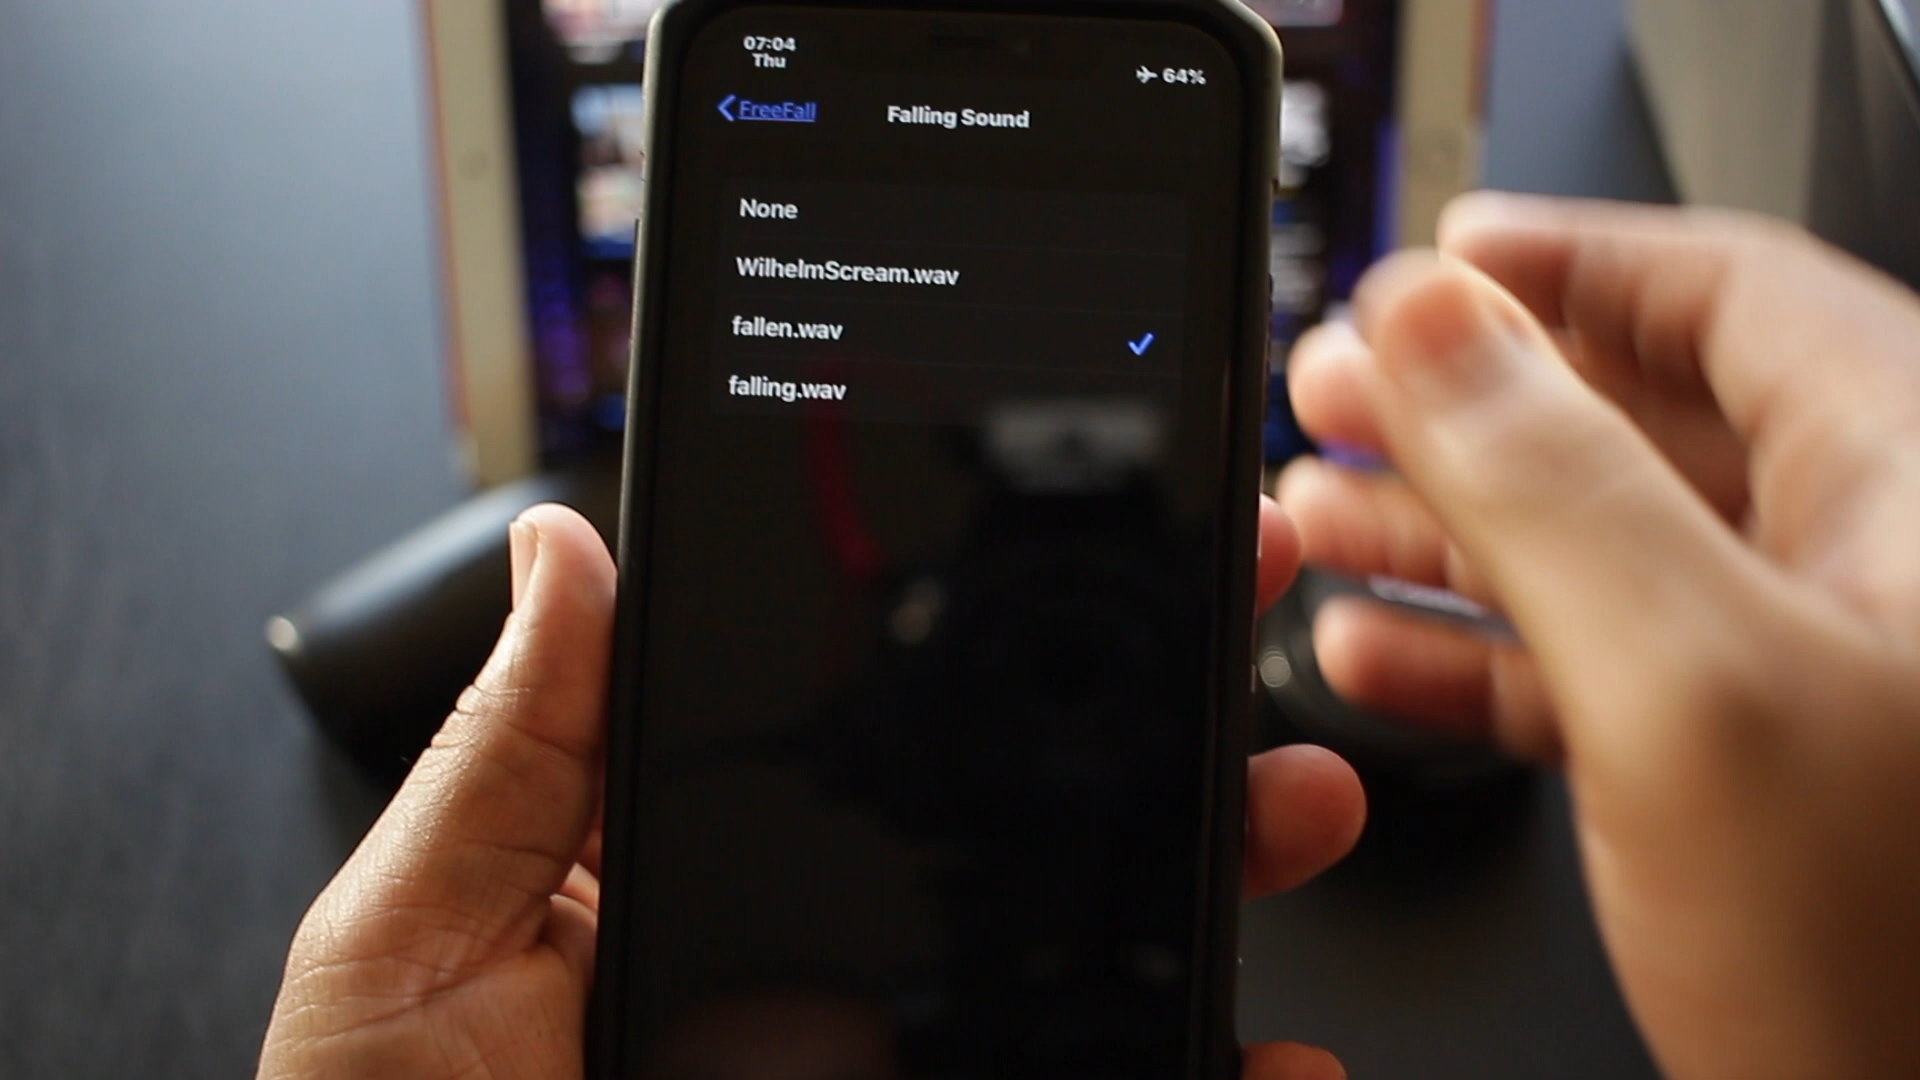 07:04
Thu
64%
FreeFall
Falling Sound
None
WilhelmScream.wav
fallen.wav
falling.wav